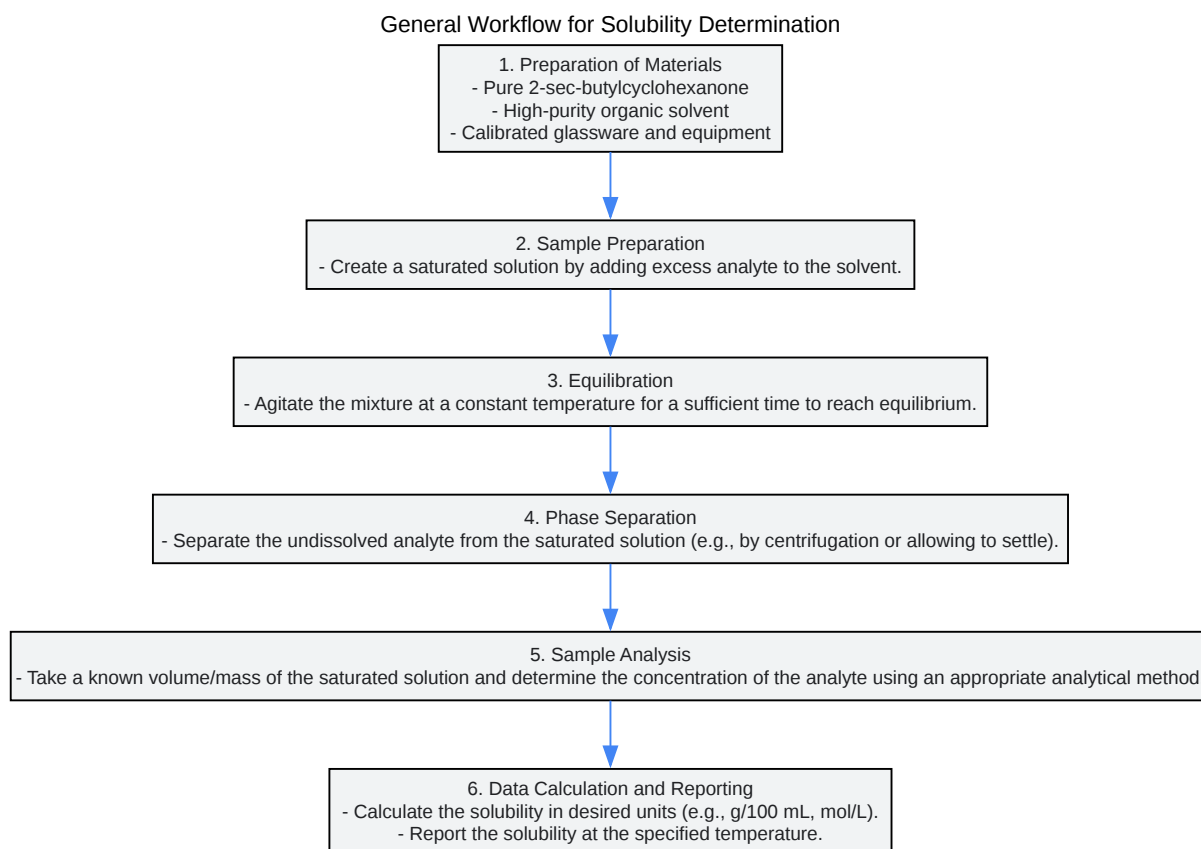 General Workflow for Solubility Determination
1. Preparation of Materials
- Pure 2-sec-butylcyclohexanone
- High-purity organic solvent
- Calibrated glassware and equipment
2. Sample Preparation
- Create a saturated solution by adding excess analyte to the solvent.
3. Equilibration
- Agitate the mixture at a constant temperature for a sufficient time to reach equilibrium.
4. Phase Separation
- Separate the undissolved analyte from the saturated solution (e.g., by centrifugation or allowing to settle).
5. Sample Analysis
- Take a known volume/mass of the saturated solution and determine the concentration of the analyte using an appropriate analytical method
6. Data Calculation and Reporting
- Calculate the solubility in desired units (e.g., g/100 mL, mol/L).
- Report the solubility at the specified temperature.